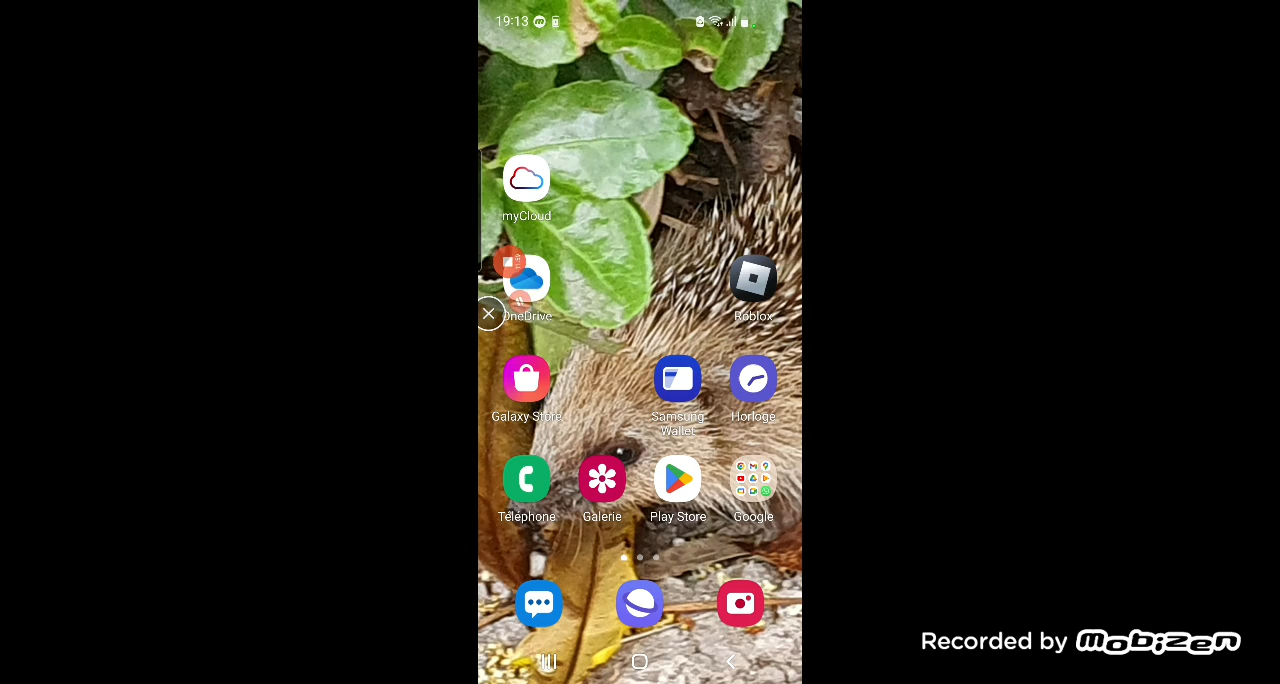 19:13
myCloud
OneDrive
Roblox
Galaxy Store
Samsung
Wallet
Horloge
Téléphone
Galerie
Play Store
Google
Recorded by mobizen